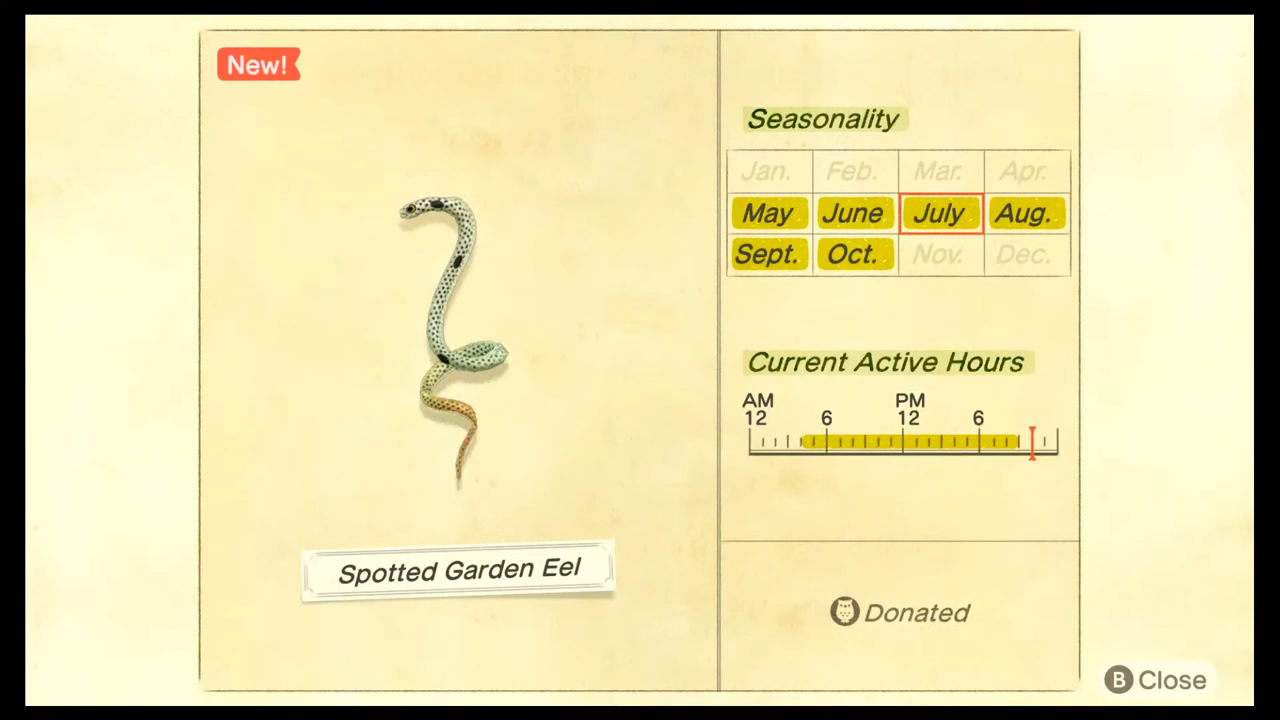 New!
Seasonality
Jan. Feb. Mar. Apr.
May June July Aug.
Sept. Oct. Nov. Dec.
Current Active Hours
AM PM
12 6 12 6
Spotted Garden Eel
Donated
B Close